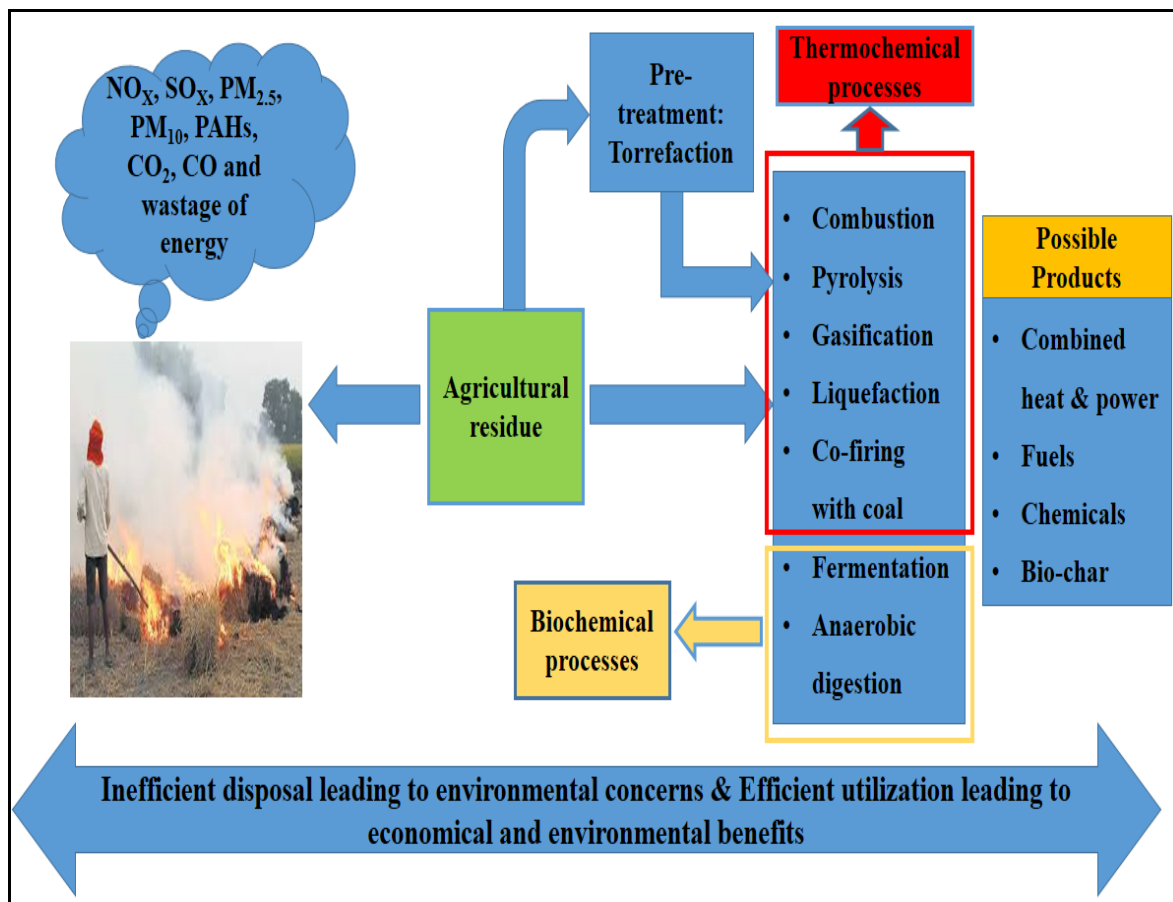 NOₓ, SOₓ, PM₂.₅,
PM₁₀, PAHs,
CO₂, CO and
wastage of
energy
Agricultural
residue
Pre-
treatment:
Torrefaction
Thermochemical
processes
• Combustion
• Pyrolysis
• Gasification
• Liquefaction
• Co-firing
with coal
• Fermentation
• Anaerobic
digestion
Biochemical
processes
Possible
Products
• Combined
heat & power
• Fuels
• Chemicals
• Bio-char
Inefficient disposal leading to environmental concerns & Efficient utilization leading to
economical and environmental benefits